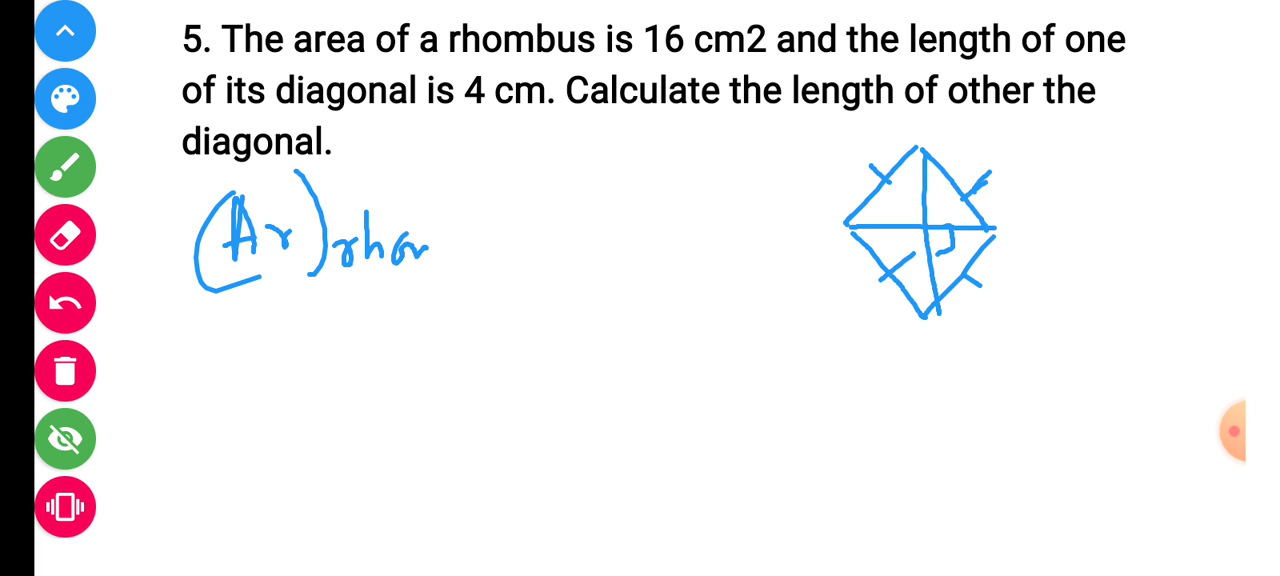 5. The area of a rhombus is 16 cm2 and the length of one
of its diagonal is 4 cm. Calculate the length of other the
diagonal.
(Ar)rhom